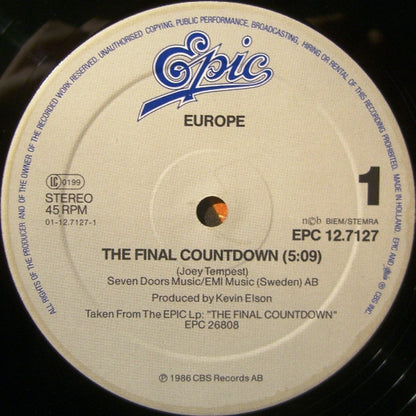 ALL RIGHTS OF THE PRODUCER AND OF THE OWNER OF THE RECORDED WORK RESERVED. UNAUTHORISED COPYING, PUBLIC PERFORMANCE, BROADCASTING, HIRING OR RENTAL OF THIS RECORDING PROHIBITED. MADE IN HOLLAND. EPIC AND
CBS INC.
Epic
EUROPE
LC 0199
STEREO
45 RPM
01-12.7127-1
1
n©b BIEM/STEMRA
EPC 12.7127
THE FINAL COUNTDOWN (5:09)
(Joey Tempest)
Seven Doors Music/EMI Music (Sweden) AB
Produced by Kevin Elson
Taken From The EPIC Lp: "THE FINAL COUNTDOWN"
EPC 26808
℗ 1986 CBS Records AB